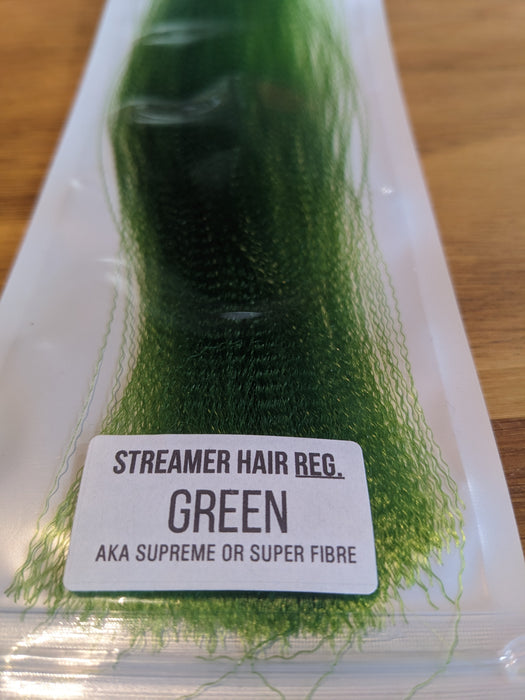 STREAMER HAIR REG.
GREEN
AKA SUPREME OR SUPER FIBRE